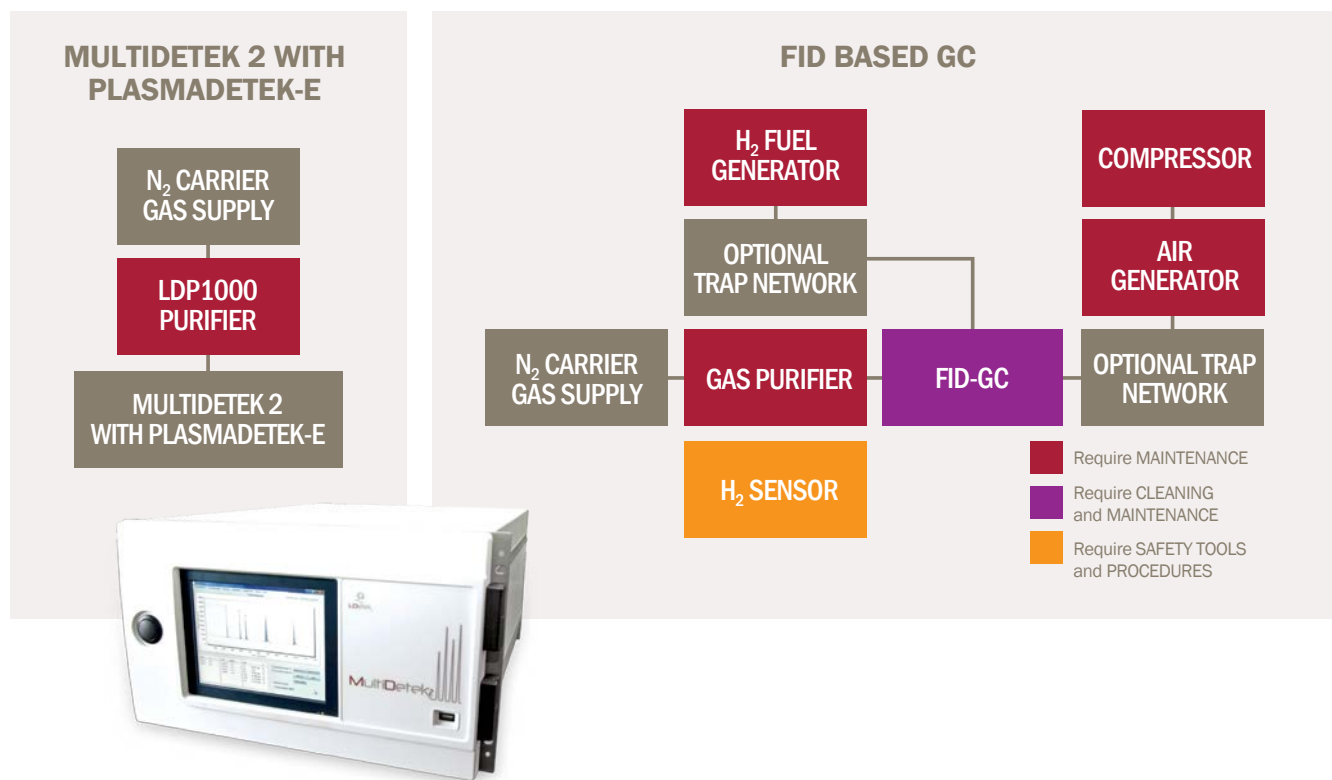 MULTIDETEK 2 WITH
PLASMADETEK-E
N₂ CARRIER
GAS SUPPLY
LDP1000
PURIFIER
MULTIDETEK 2
WITH PLASMADETEK-E
FID BASED GC
H₂ FUEL
GENERATOR
COMPRESSOR
OPTIONAL
TRAP NETWORK
AIR
GENERATOR
N₂ CARRIER
GAS SUPPLY
GAS PURIFIER
FID-GC
OPTIONAL TRAP
NETWORK
H₂ SENSOR
Require MAINTENANCE
Require CLEANING
and MAINTENANCE
Require SAFETY TOOLS
and PROCEDURES
MultiDetek2